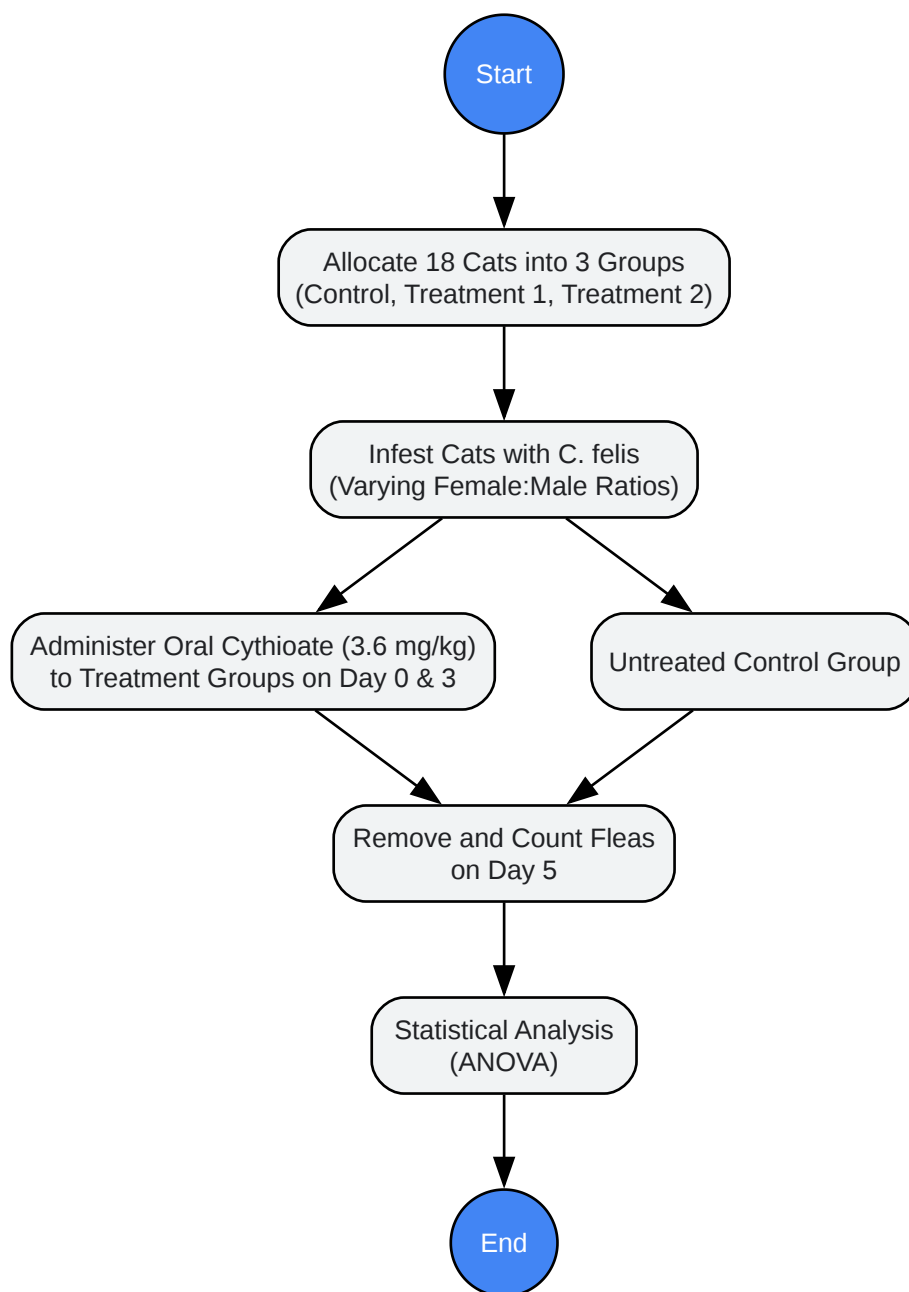 Start
Allocate 18 Cats into 3 Groups
(Control, Treatment 1, Treatment 2)
Infest Cats with C. felis
(Varying Female:Male Ratios)
Administer Oral Cythioate (3.6 mg/kg)
to Treatment Groups on Day 0 & 3
Untreated Control Group
Remove and Count Fleas
on Day 5
Statistical Analysis
(ANOVA)
End